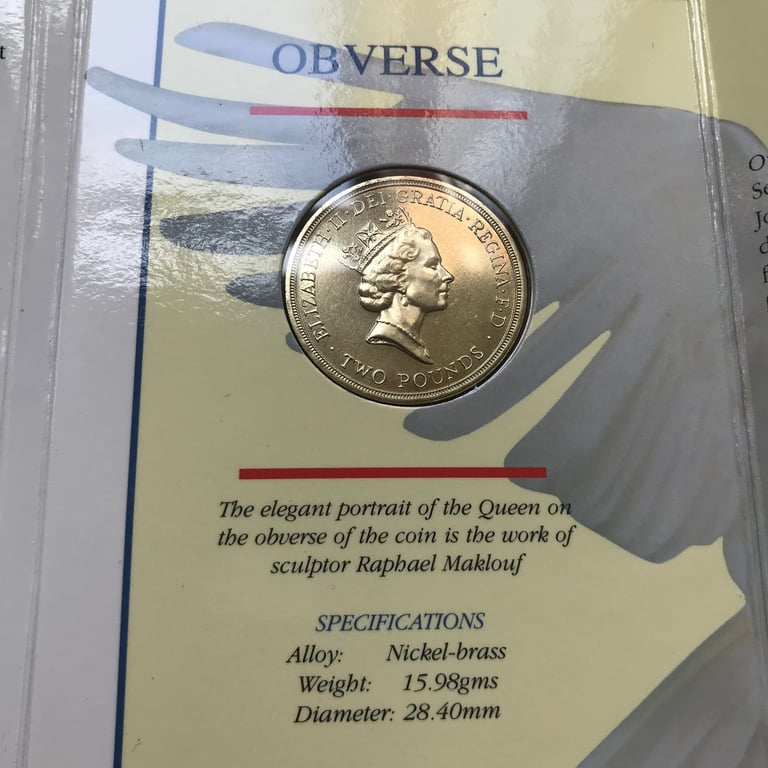 t
OBVERSE
ELIZABETH · II · DEI · GRATIA · REGINA · F · D ·
TWO POUNDS
The elegant portrait of the Queen on
the obverse of the coin is the work of
sculptor Raphael Maklouf
SPECIFICATIONS
Alloy: Nickel-brass
Weight: 15.98gms
Diameter: 28.40mm